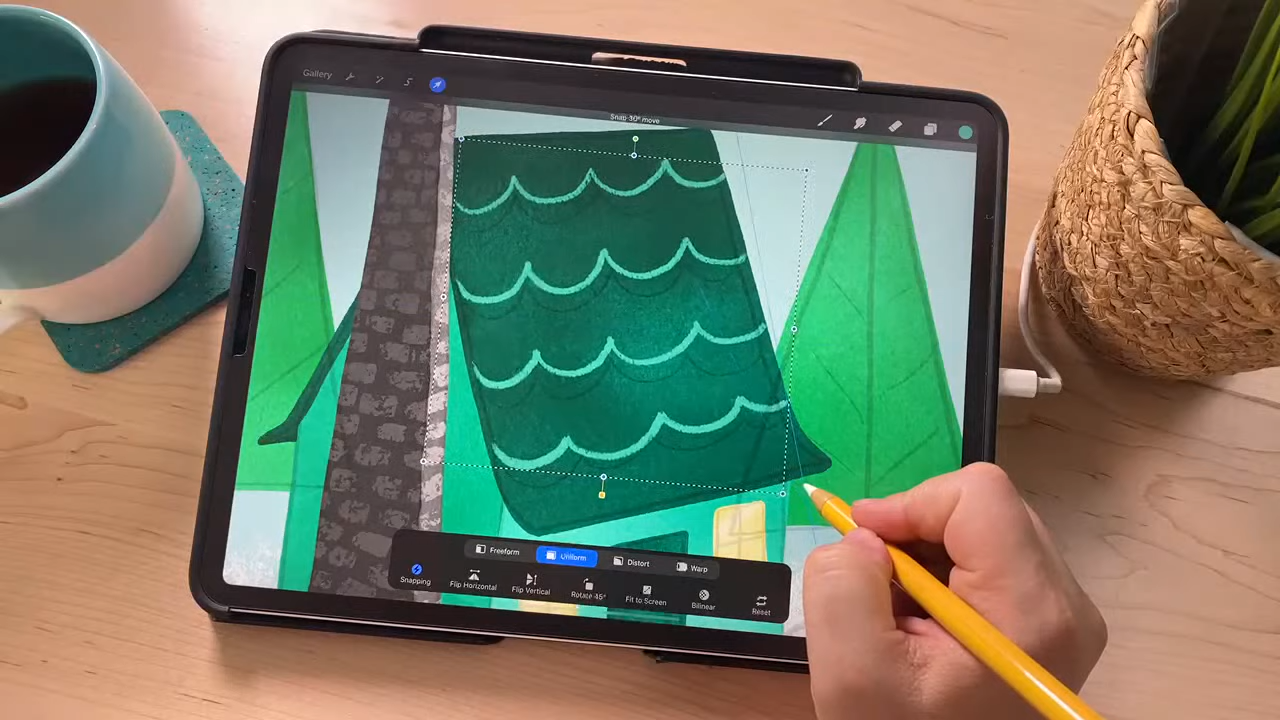 Gallery
Snap 30° move
Freeform Uniform Distort Warp
Snapping Flip Horizontal Flip Vertical Rotate 45° Fit to Screen Bilinear Reset